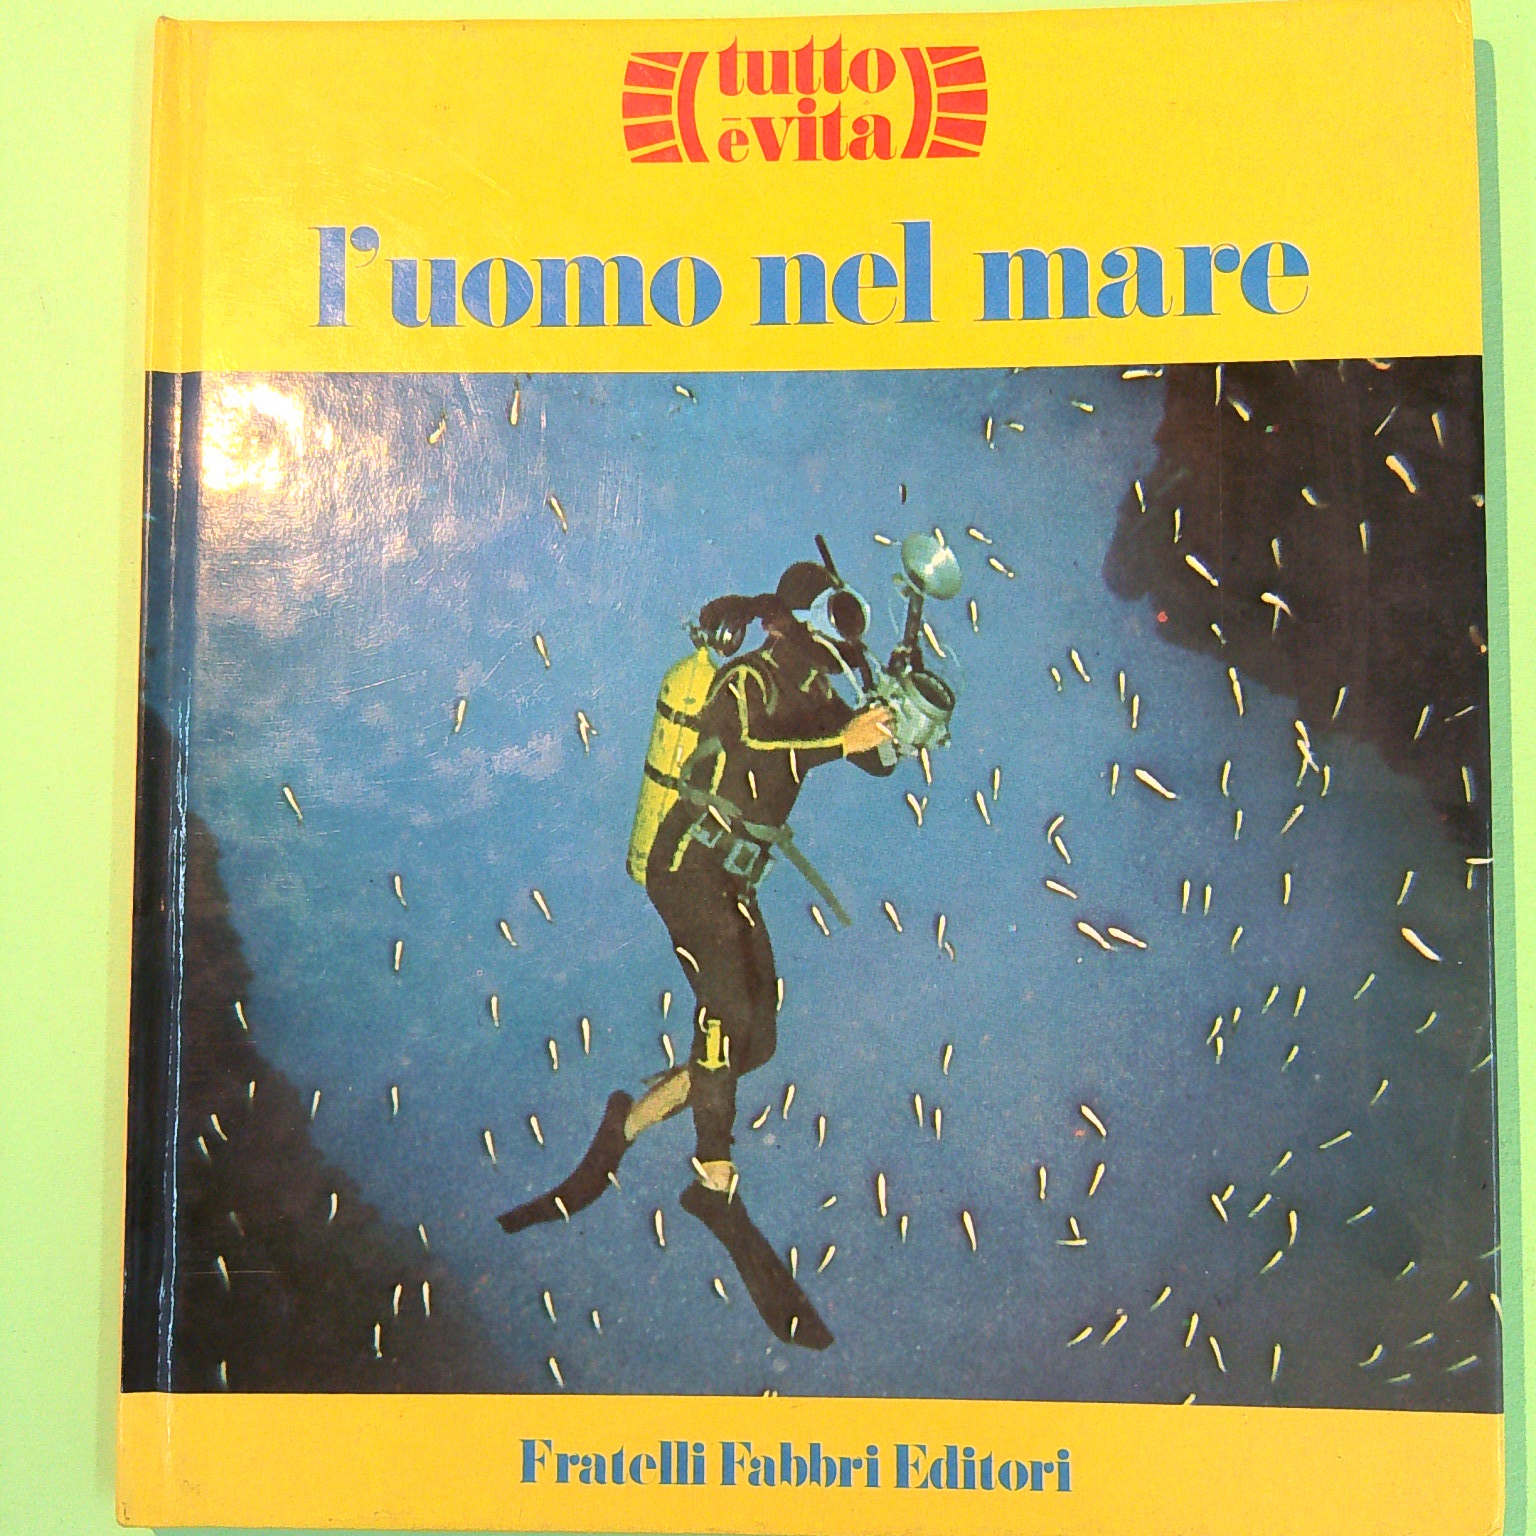 tutto
ē vita
l'uomo nel mare
Fratelli Fabbri Editori